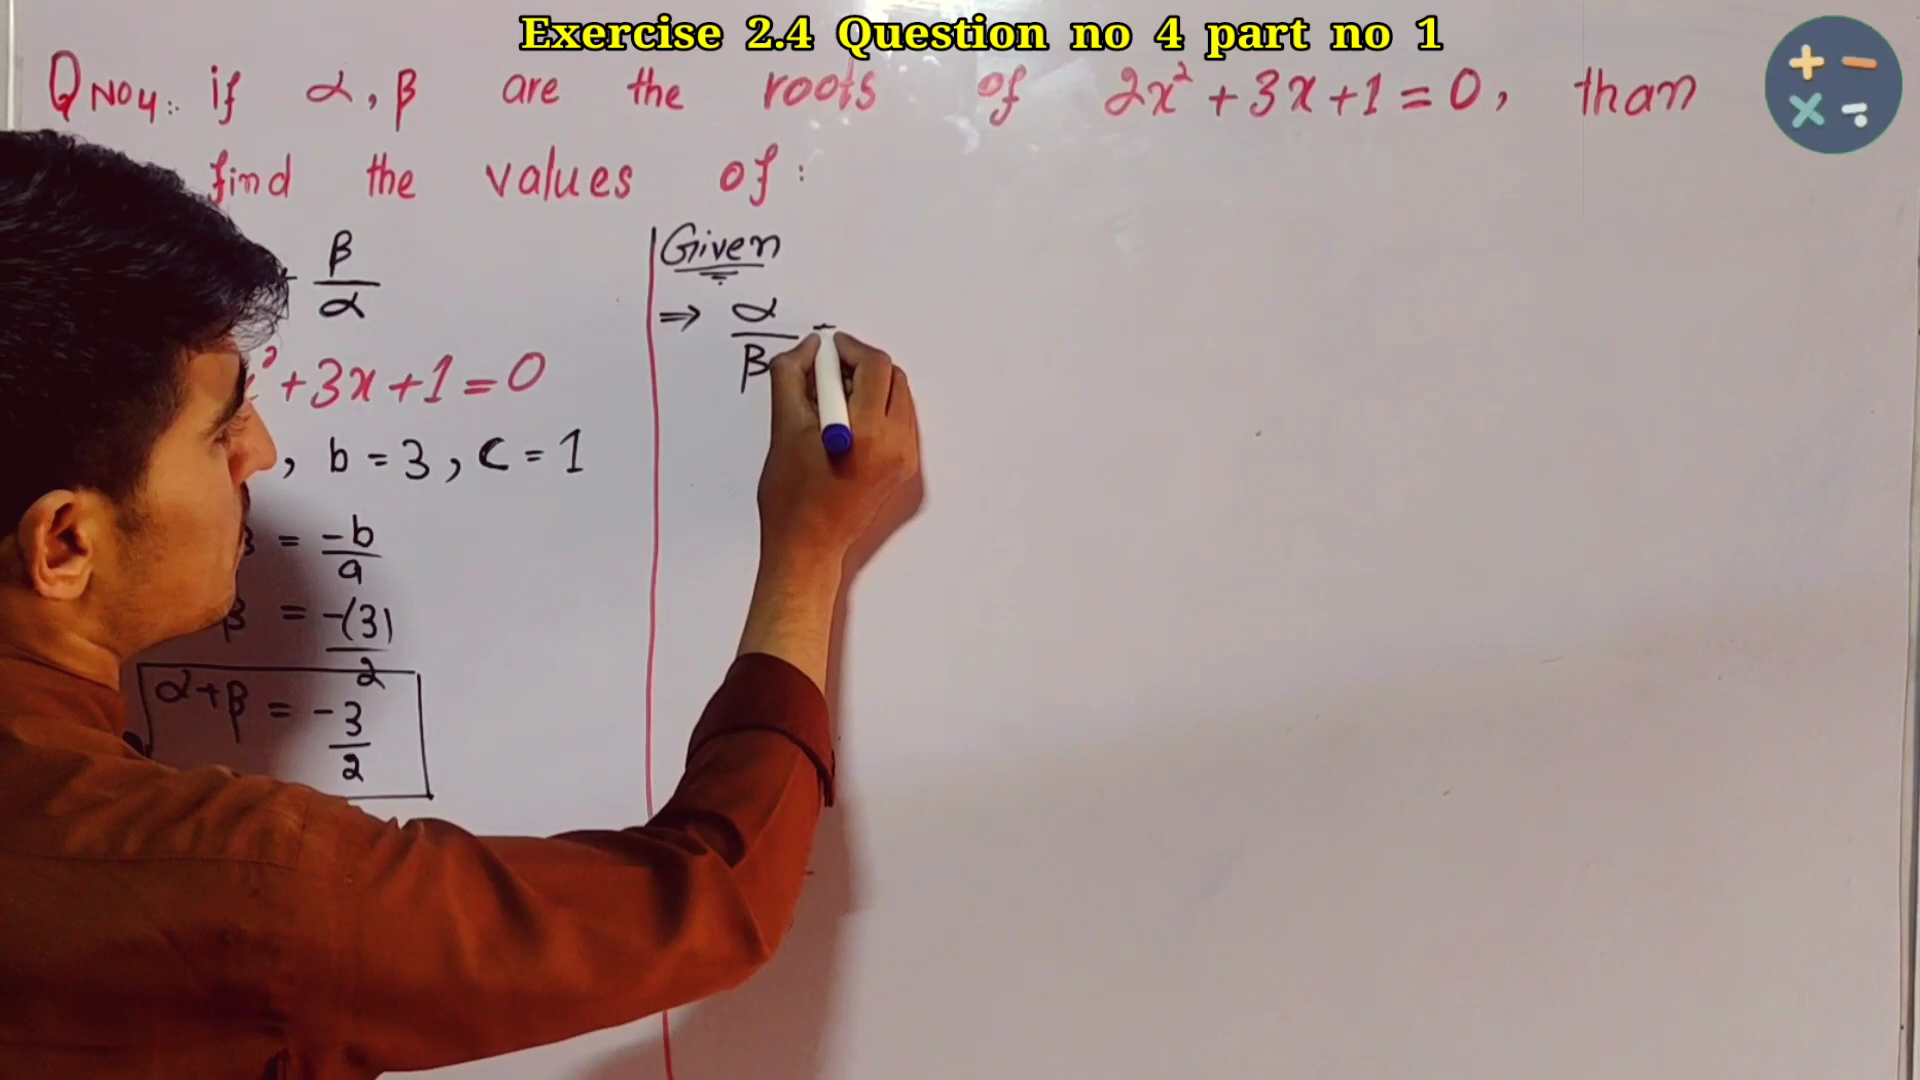 Exercise 2.4 Question no 4 part no 1
Q No4:. if α, β are the roots of 2x² + 3x + 1 = 0, than
find the values of:
β/α
² + 3x + 1 = 0
, b = 3, c = 1
β = -b/a
β = -(3)/2
α + β = -3/2
Given
⇒ α/β